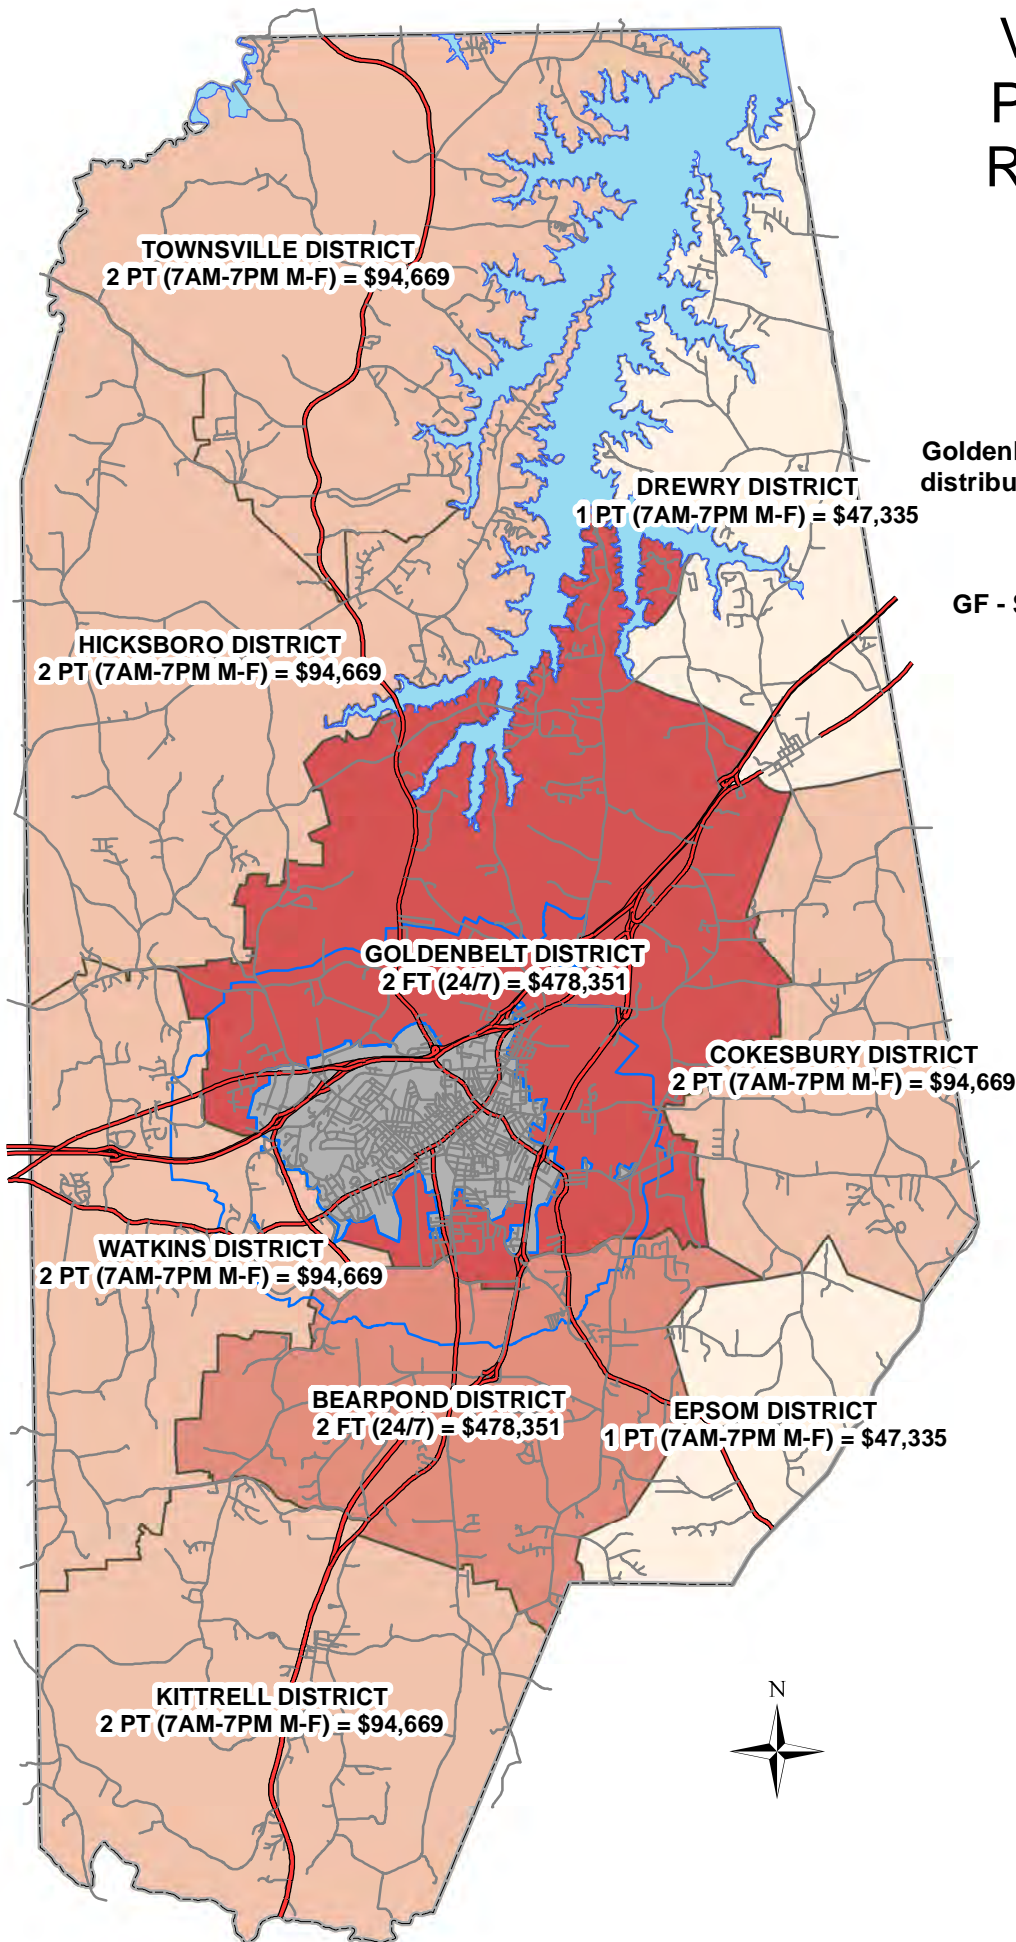 V
P
R
TOWNSVILLE DISTRICT
2 PT (7AM-7PM M-F) = $94,669
DREWRY DISTRICT
1 PT (7AM-7PM M-F) = $47,335
GF -
HICKSBORO DISTRICT
2 PT (7AM-7PM M-F) = $94,669
GOLDENBELT DISTRICT
2 FT (24/7) = $478,351
COKESBURY DISTRICT
2 PT (7AM-7PM M-F) = $94,669
WATKINS DISTRICT
2 PT (7AM-7PM M-F) = $94,669
BEARPOND DISTRICT
2 FT (24/7) = $478,351
EPSOM DISTRICT
1 PT (7AM-7PM M-F) = $47,335
KITTRELL DISTRICT
2 PT (7AM-7PM M-F) = $94,669
N